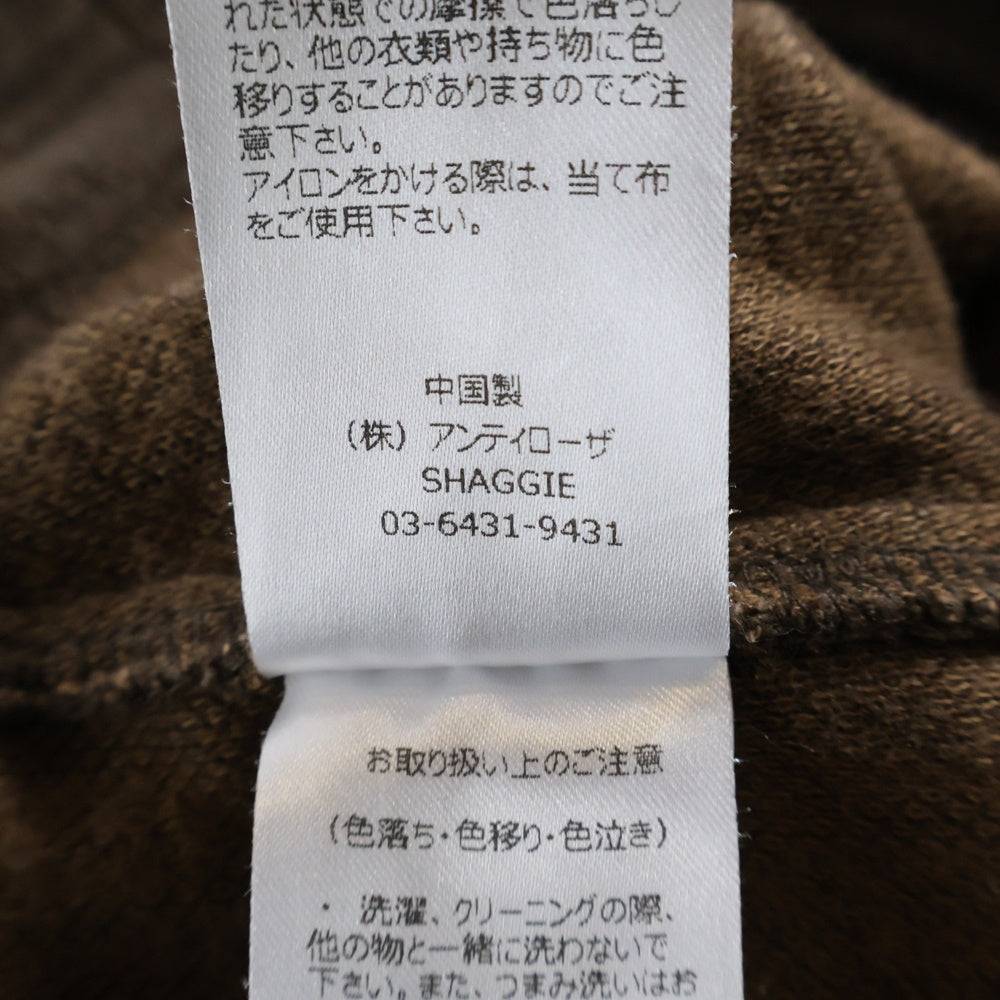 れた状態での摩擦で色落ちし
たり、他の衣類や持ち物に色
移りすることがありますのでご注
意下さい。
アイロンをかける際は、当て布
をご使用下さい。
中国製
（株）アンティローザ
SHAGGIE
03-6431-9431
お取り扱い上のご注意
（色落ち・色移り・色泣き）
・ 洗濯、クリーニングの際、
他の物と一緒に洗わないで
下さい。また、つまみ洗いはお